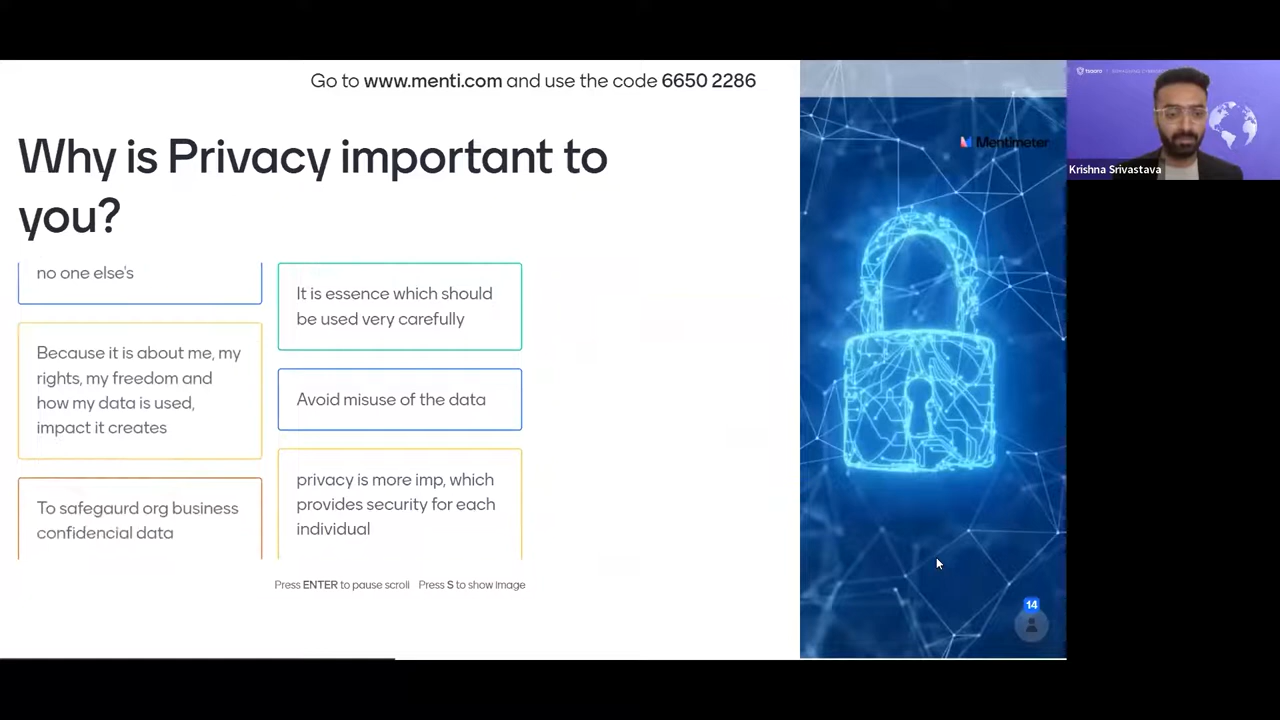 Go to www.menti.com and use the code 6650 2286
Mentimeter
tsaaro
Krishna Srivastava
Why is Privacy important to
you?
no one else's
Because it is about me, my
rights, my freedom and
how my data is used,
impact it creates
To safegaurd org business
confidencial data
It is essence which should
be used very carefully
Avoid misuse of the data
privacy is more imp, which
provides security for each
individual
Press ENTER to pause scroll Press S to show image
14